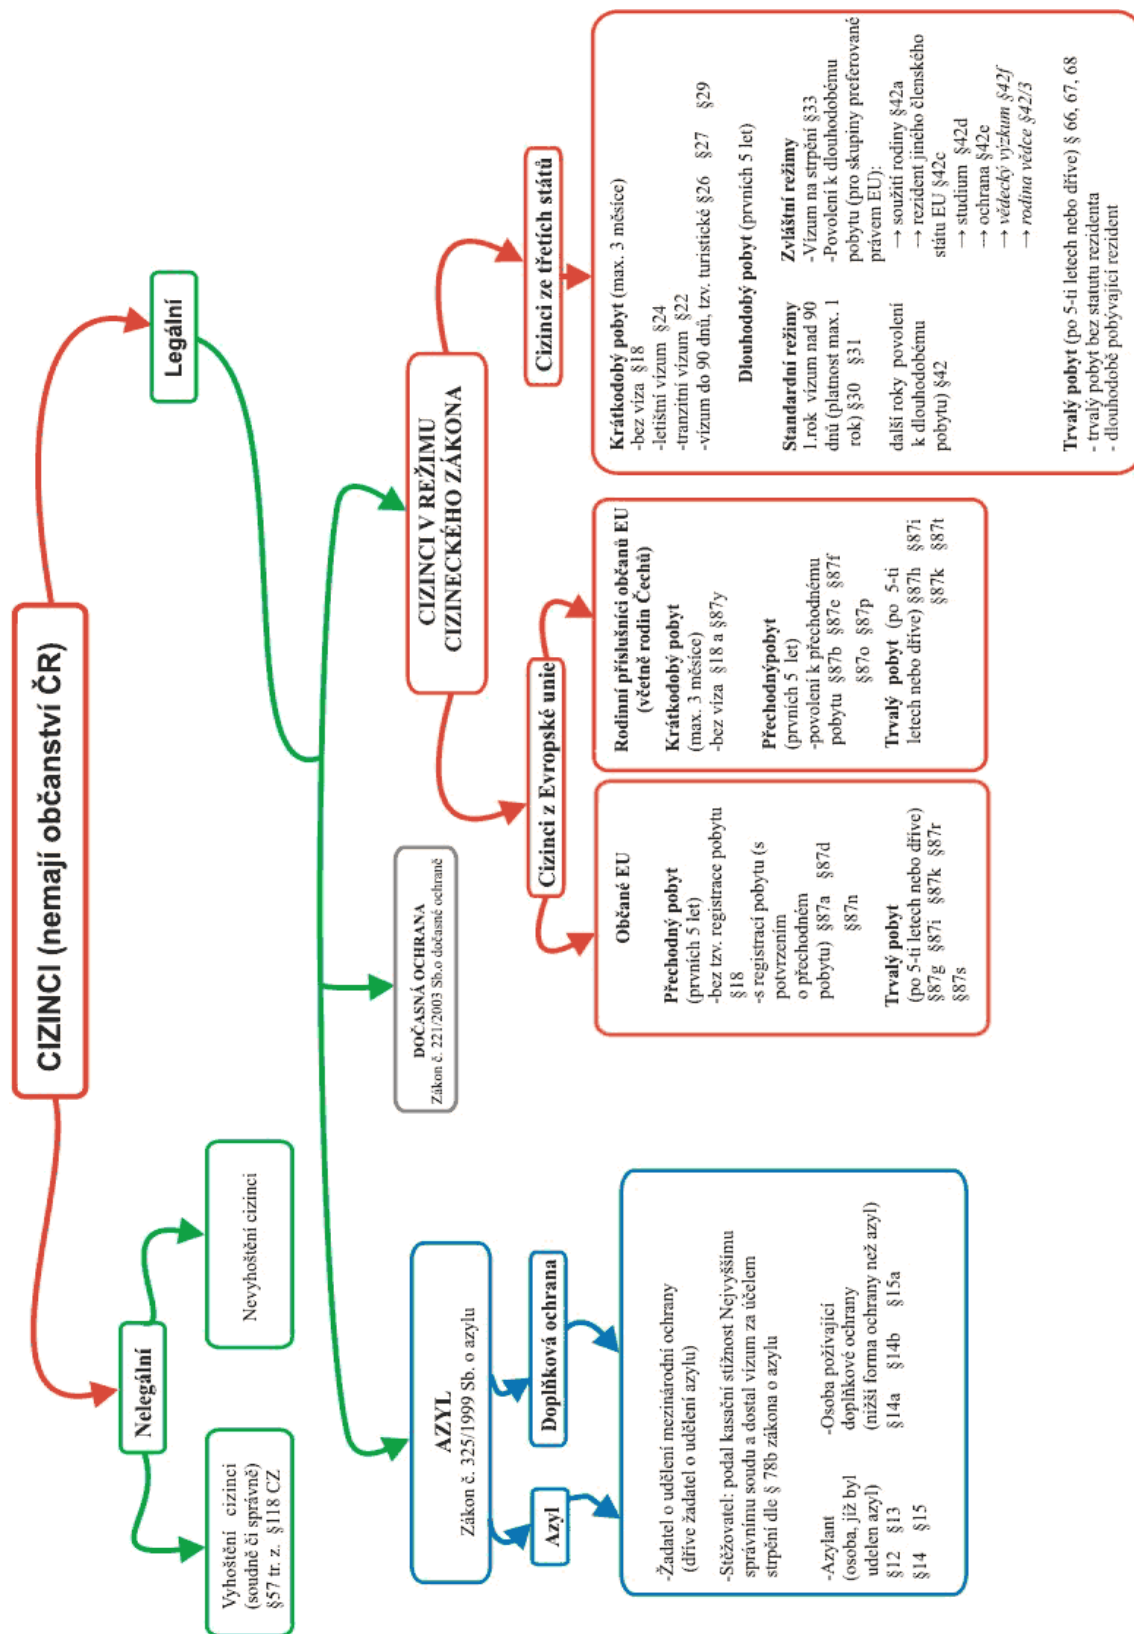 CIZINCI (nemají občanství ČR)
Nelegální
Legální
Vyhoštění cizinci
(soudně či správně)
§57 tr. z. §118 CZ
Nevyhoštění cizinci
AZYL
Zákon č. 325/1999 Sb. o azylu
DOČASNÁ OCHRANA
Zákon č. 221/2003 Sb.o dočasné ochraně
CIZINCI V REŽIMU
CIZINECKÉHO ZÁKONA
Azyl
Doplňková ochrana
Cizinci z Evropské unie
Cizinci ze třetích států
-Žadatel o udělení mezinárodní ochrany
(dříve žadatel o udělení azylu)
-Stěžovatel: podal kasační stížnost Nejvyššímu
správnímu soudu a dostal vízum za účelem
strpění dle § 78b zákona o azylu
-Azylant
(osoba, jíž byl
udelen azyl)
§12 §13
§14 §15
-Osoba požívající
doplňkové ochrany
(nižší forma ochrany než azyl)
§14a §14b §15a
Občané EU
Přechodný pobyt
(prvních 5 let)
-bez tzv. registrace pobytu
§18
-s registrací pobytu (s
potvrzením
o přechodném
pobytu) §87a §87d
§87n
Trvalý pobyt
(po 5-ti letech nebo dříve)
§87g §87i §87k §87r
§87s
Rodinní příslušníci občanů EU
(včetně rodin Čechů)
Krátkodobý pobyt
(max. 3 měsíce)
-bez víza §18 a §87y
Přechodnýpobyt
(prvních 5 let)
-povolení k přechodnému
pobytu §87b §87e §87f
§87o §87p
Trvalý pobyt (po 5-ti
letech nebo dříve) §87h §87i
§87k §87t
Krátkodobý pobyt (max. 3 měsíce)
-bez víza §18
-letištní vízum §24
-tranzitní vízum §22
-vízum do 90 dnů, tzv. turistické §26 §27 §29
Dlouhodobý pobyt (prvních 5 let)
Standardní režimy
1.rok vízum nad 90
dnů (platnost max. 1
rok) §30 §31
další roky povolení
k dlouhodobému
pobytu) §42
Zvláštní režimy
-Vízum na strpění §33
-Povolení k dlouhodobému
pobytu (pro skupiny preferované
právem EU):
→ soužití rodiny §42a
→ rezident jiného členského
státu EU §42c
→ studium §42d
→ ochrana §42e
→ vědecký výzkum §42f
→ rodina vědce §42/3
Trvalý pobyt (po 5-ti letech nebo dříve) § 66, 67, 68
- trvalý pobyt bez statutu rezidenta
- dlouhodobě pobývající rezident